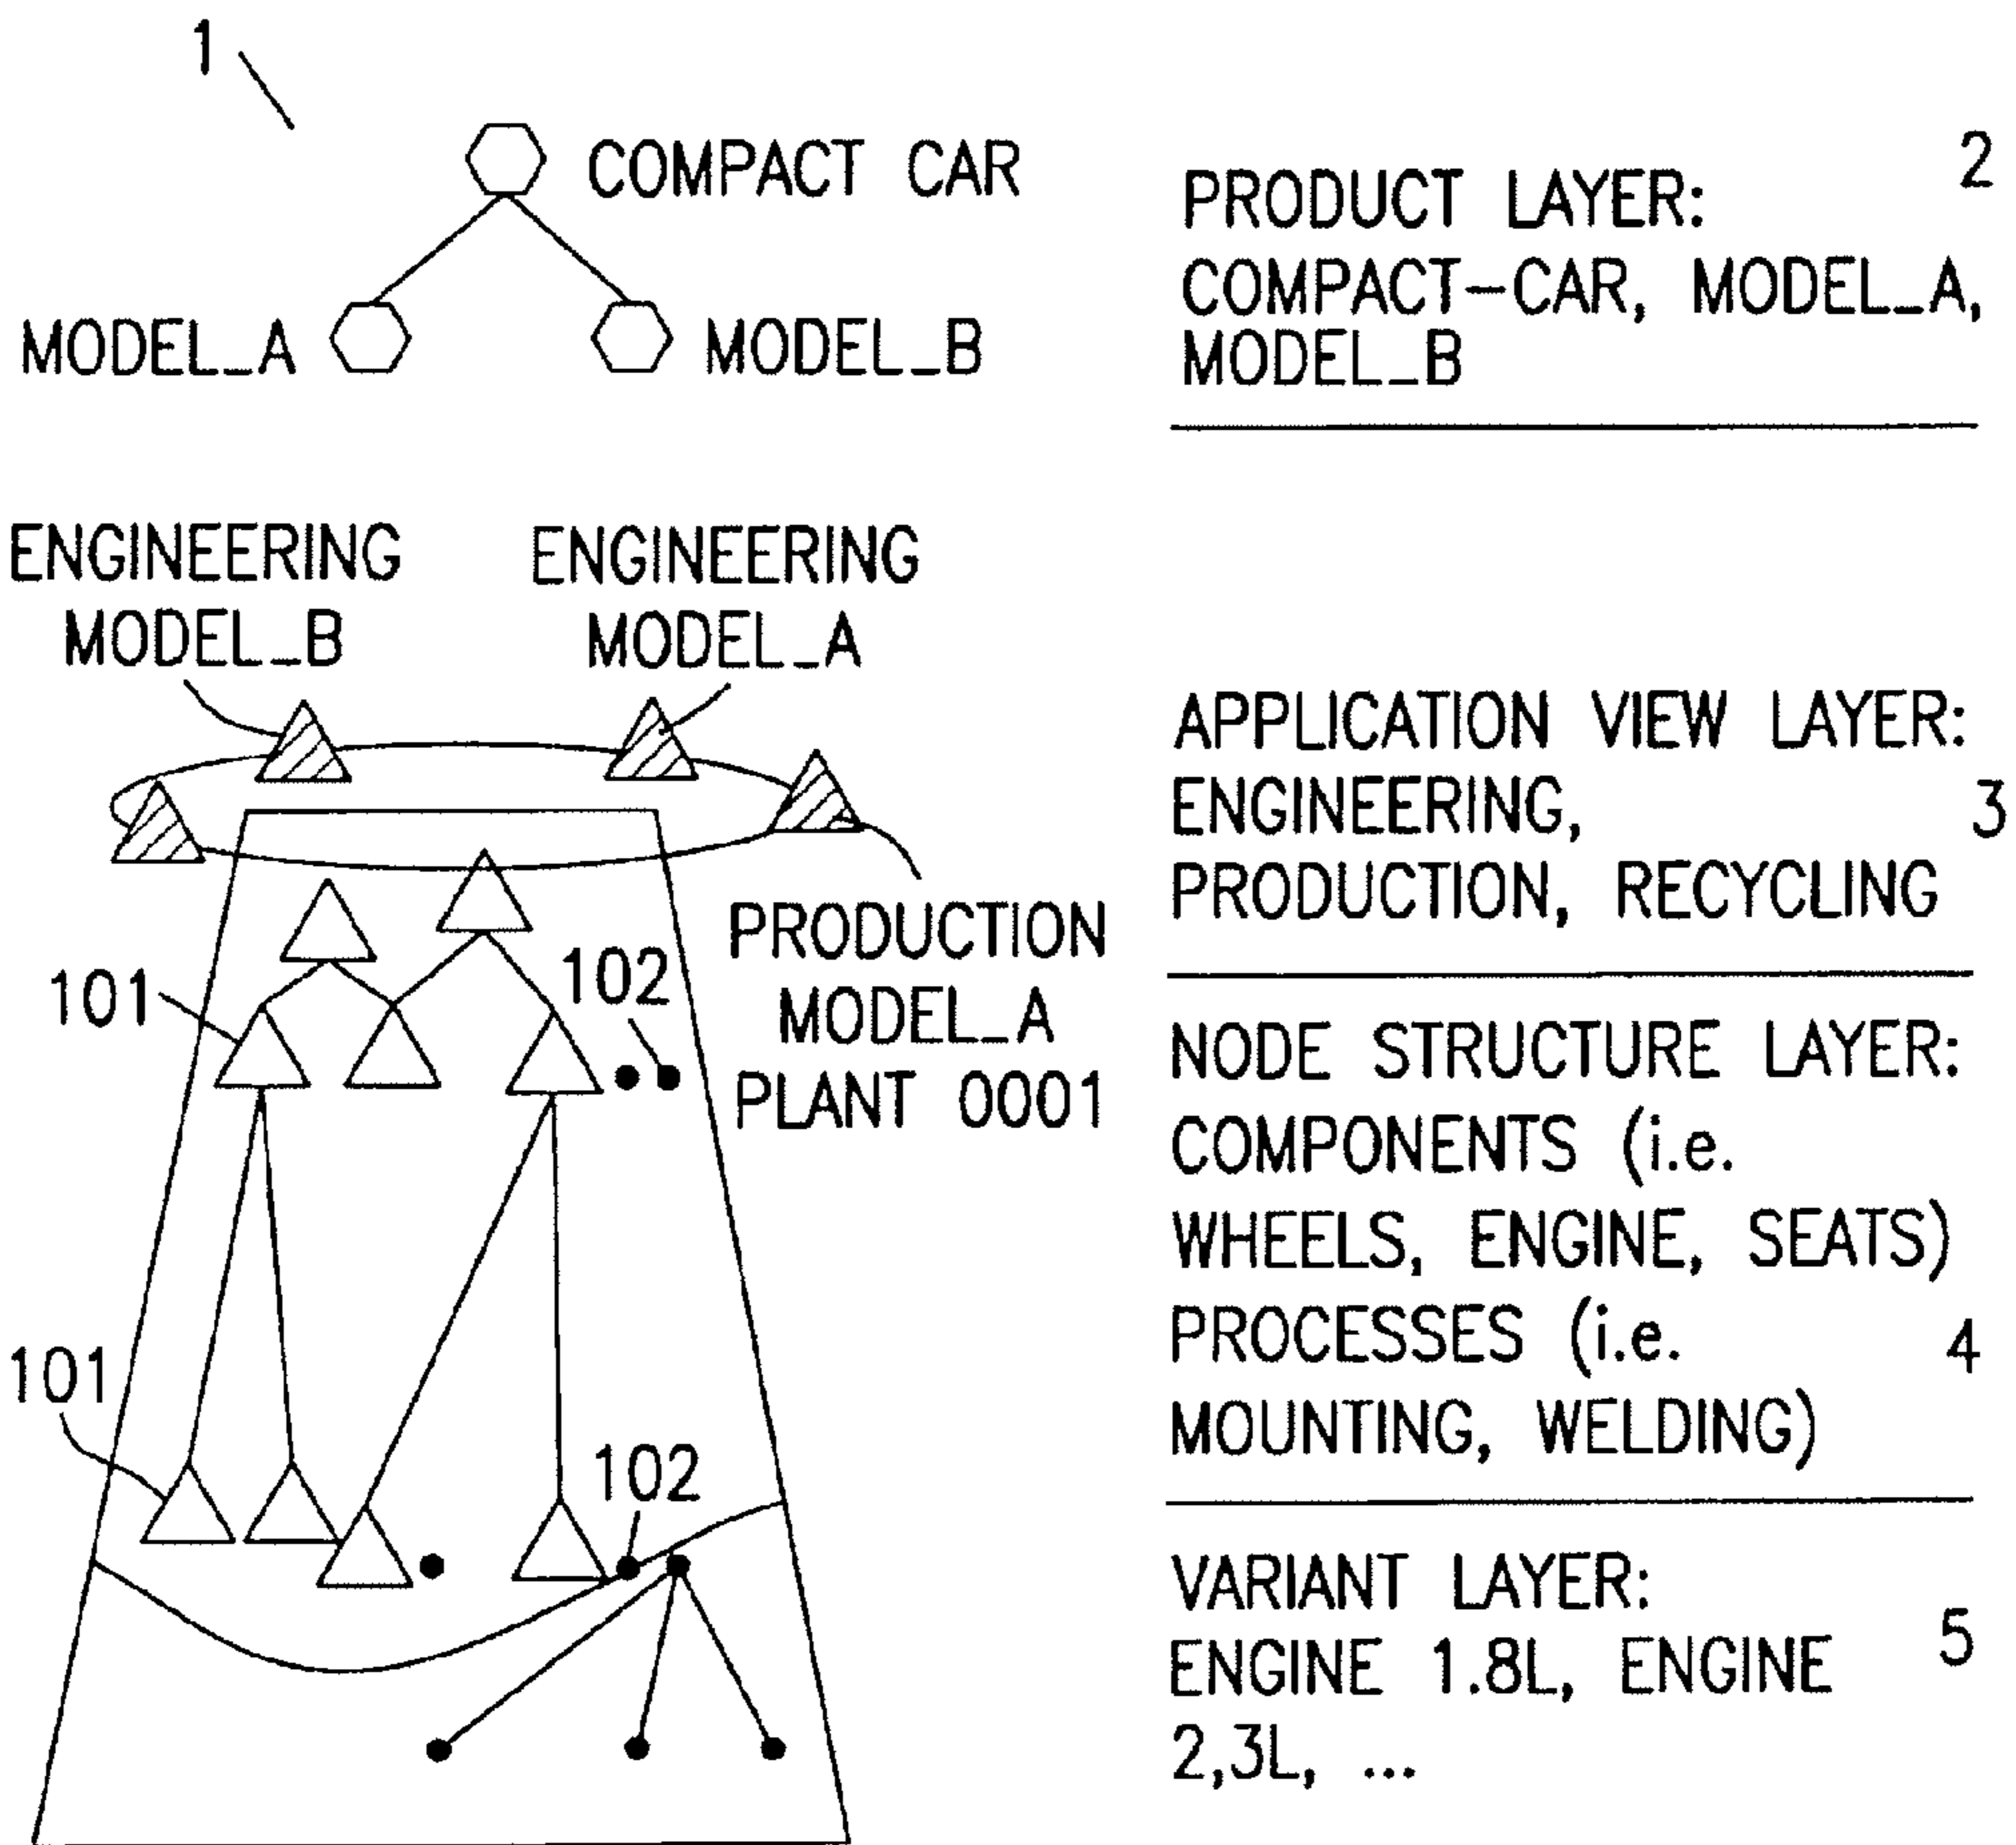 1
COMPACT CAR
MODEL_A
MODEL_B
2
PRODUCT LAYER:
COMPACT-CAR, MODEL_A,
MODEL_B
ENGINEERING
MODEL_B
ENGINEERING
MODEL_A
APPLICATION VIEW LAYER:
ENGINEERING,
3
PRODUCTION, RECYCLING
PRODUCTION
MODEL_A
PLANT 0001
101
102
NODE STRUCTURE LAYER:
COMPONENTS (i.e.
WHEELS, ENGINE, SEATS)
PROCESSES (i.e.
4
MOUNTING, WELDING)
101
102
VARIANT LAYER:
ENGINE 1.8L, ENGINE
5
2,3L, ...